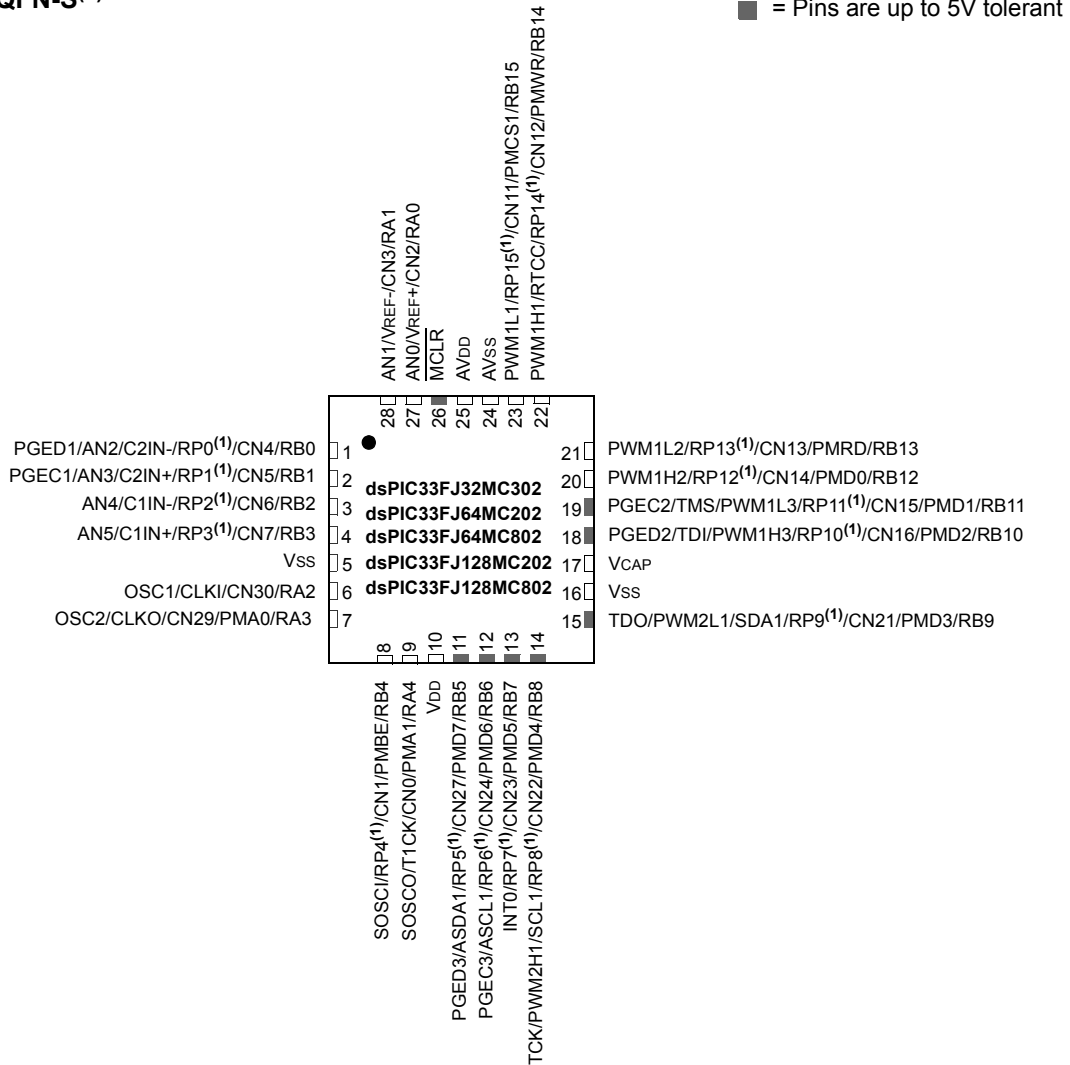 = Pins are up to 5V tolerant
AN1/VREF-/CN3/RA1
AN0/VREF+/CN2/RA0
MCLR
AVDD
AVSS
PWM1L1/RP15(1)/CN11/PMCS1/RB15
PWM1H1/RTCC/RP14(1)/CN12/PMWR/RB14
28 27 26 25 24 23 22
PGED1/AN2/C2IN-/RP0(1)/CN4/RB0 1
PGEC1/AN3/C2IN+/RP1(1)/CN5/RB1 2
AN4/C1IN-/RP2(1)/CN6/RB2 3
AN5/C1IN+/RP3(1)/CN7/RB3 4
VSS 5
OSC1/CLKI/CN30/RA2 6
OSC2/CLKO/CN29/PMA0/RA3 7
dsPIC33FJ32MC302
dsPIC33FJ64MC202
dsPIC33FJ64MC802
dsPIC33FJ128MC202
dsPIC33FJ128MC802
21 PWM1L2/RP13(1)/CN13/PMRD/RB13
20 PWM1H2/RP12(1)/CN14/PMD0/RB12
19 PGEC2/TMS/PWM1L3/RP11(1)/CN15/PMD1/RB11
18 PGED2/TDI/PWM1H3/RP10(1)/CN16/PMD2/RB10
17 VCAP
16 VSS
15 TDO/PWM2L1/SDA1/RP9(1)/CN21/PMD3/RB9
8 9 10 11 12 13 14
SOSCI/RP4(1)/CN1/PMBE/RB4
SOSCO/T1CK/CN0/PMA1/RA4
VDD
PGED3/ASDA1/RP5(1)/CN27/PMD7/RB5
PGEC3/ASCL1/RP6(1)/CN24/PMD6/RB6
INT0/RP7(1)/CN23/PMD5/RB7
TCK/PWM2H1/SCL1/RP8(1)/CN22/PMD4/RB8